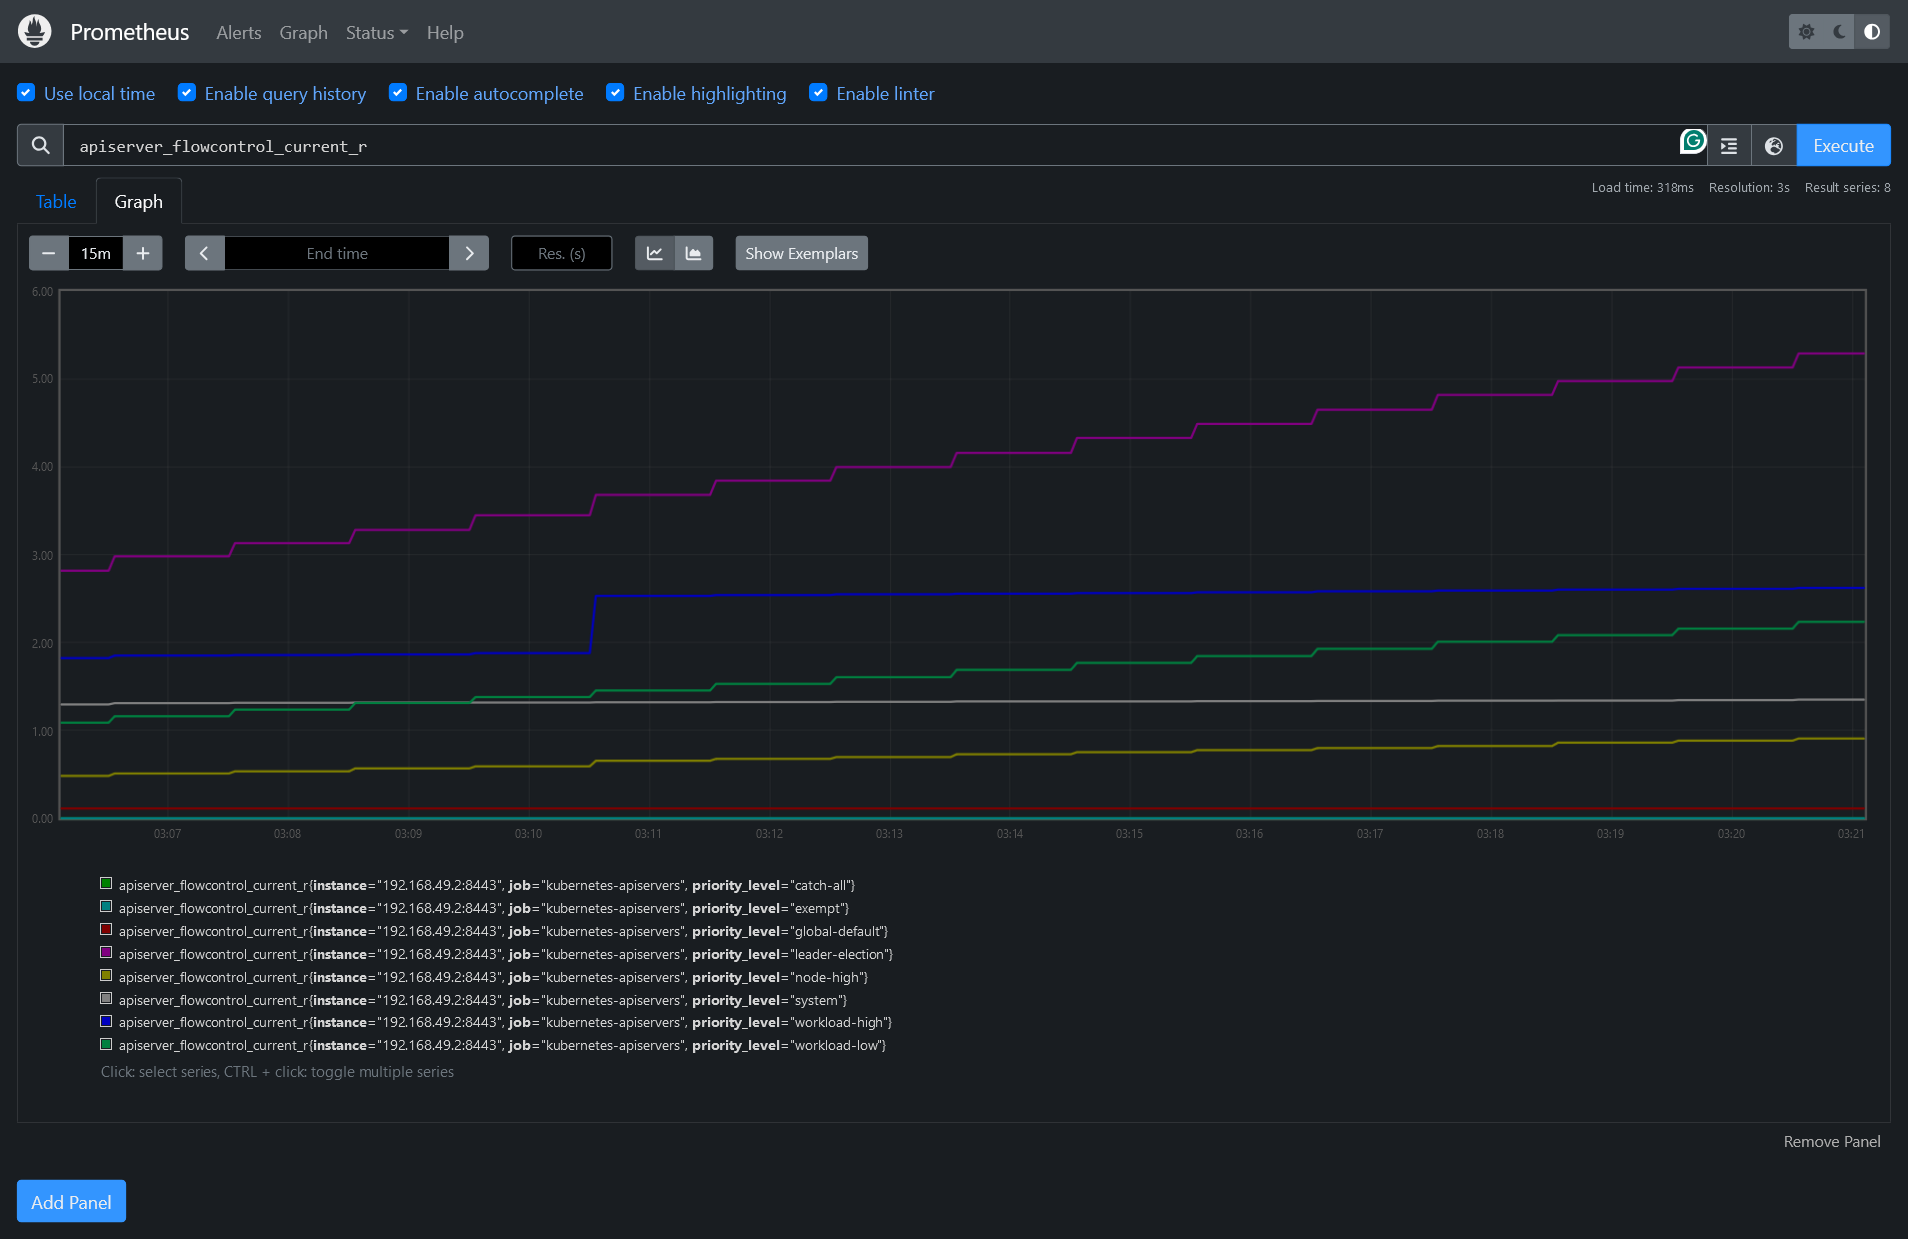 Prometheus Alerts Graph Status Help
Use local time Enable query history Enable autocomplete Enable highlighting Enable linter
apiserver_flowcontrol_current_r
Execute
Table Graph
Load time: 318ms Resolution: 3s Result series: 8
15m End time Res. (s) Show Exemplars
6.00
5.00
4.00
3.00
2.00
1.00
0.00
03:07 03:08 03:09 03:10 03:11 03:12 03:13 03:14 03:15 03:16 03:17 03:18 03:19 03:20 03:21
apiserver_flowcontrol_current_r{instance="192.168.49.2:8443", job="kubernetes-apiservers", priority_level="catch-all"}
apiserver_flowcontrol_current_r{instance="192.168.49.2:8443", job="kubernetes-apiservers", priority_level="exempt"}
apiserver_flowcontrol_current_r{instance="192.168.49.2:8443", job="kubernetes-apiservers", priority_level="global-default"}
apiserver_flowcontrol_current_r{instance="192.168.49.2:8443", job="kubernetes-apiservers", priority_level="leader-election"}
apiserver_flowcontrol_current_r{instance="192.168.49.2:8443", job="kubernetes-apiservers", priority_level="node-high"}
apiserver_flowcontrol_current_r{instance="192.168.49.2:8443", job="kubernetes-apiservers", priority_level="system"}
apiserver_flowcontrol_current_r{instance="192.168.49.2:8443", job="kubernetes-apiservers", priority_level="workload-high"}
apiserver_flowcontrol_current_r{instance="192.168.49.2:8443", job="kubernetes-apiservers", priority_level="workload-low"}
Click: select series, CTRL + click: toggle multiple series
Remove Panel
Add Panel